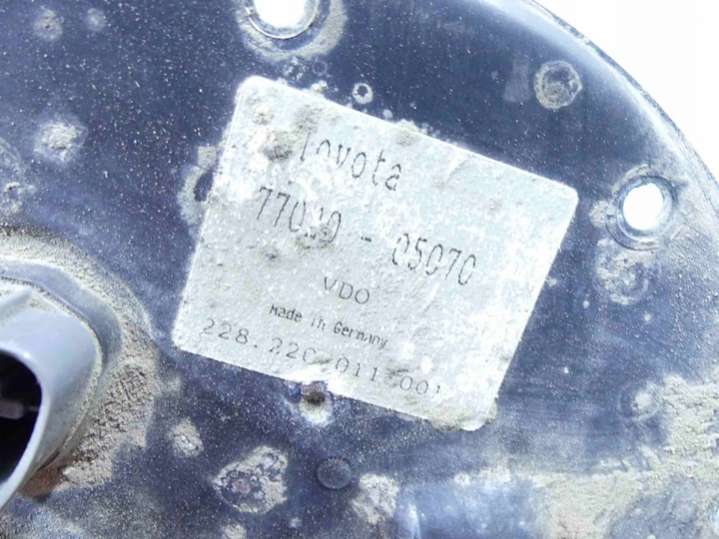 Toyota
77020 - 05070
VDO
Made in Germany
228.220.011.001